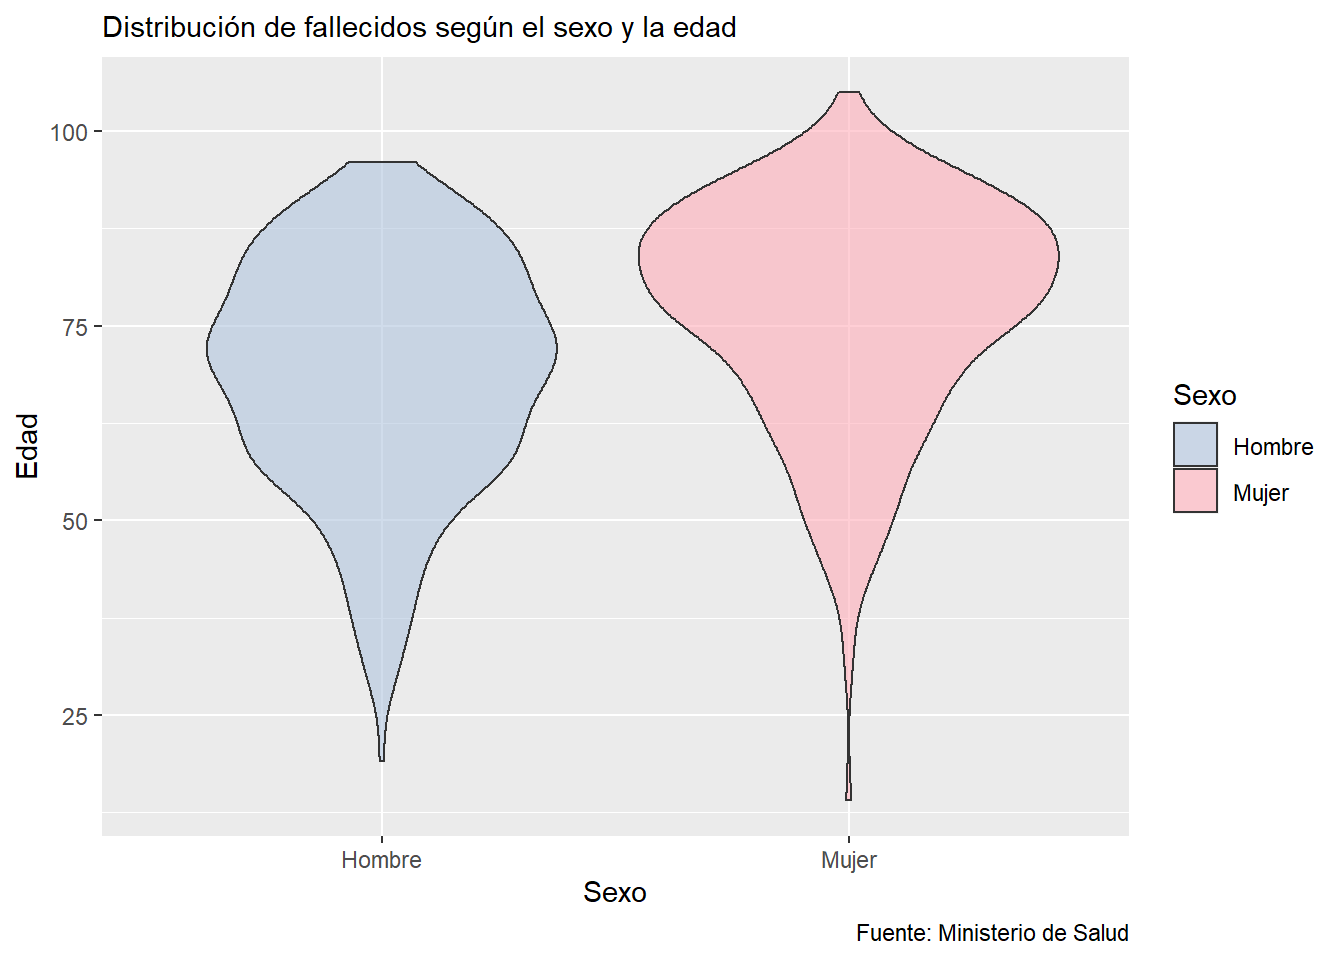 Distribución de fallecidos según el sexo y la edad
100
75
50
25
Edad
Hombre
Mujer
Sexo
Sexo
Hombre
Mujer
Fuente: Ministerio de Salud